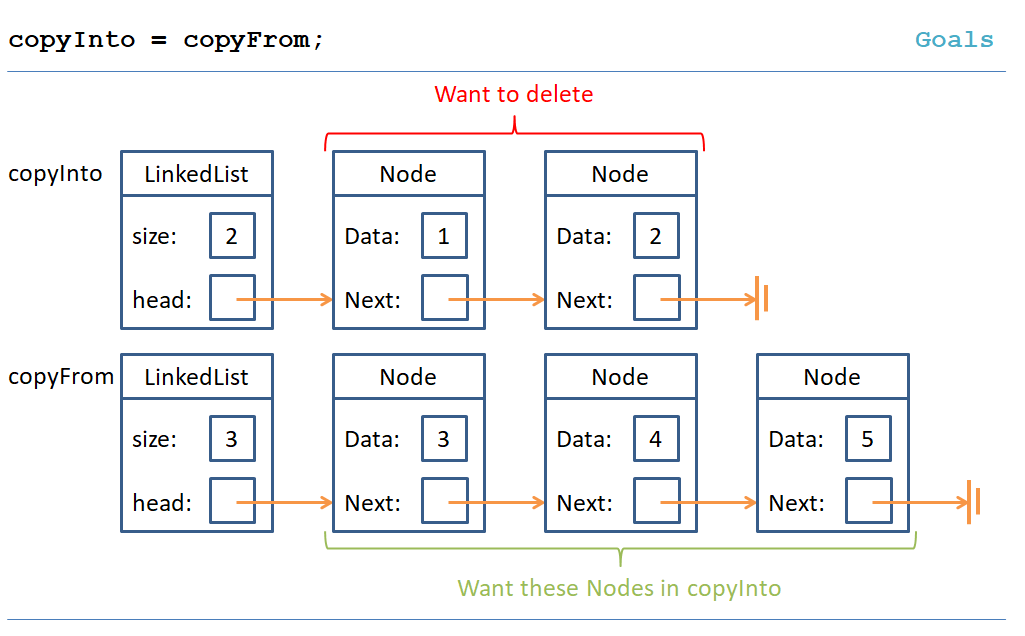 copyInto = copyFrom; Goals
Want to delete
copyInto LinkedList Node Node
size: 2 Data: 1 Data: 2
head: Next: Next:
copyFrom LinkedList Node Node Node
size: 3 Data: 3 Data: 4 Data: 5
head: Next: Next: Next:
Want these Nodes in copyInto